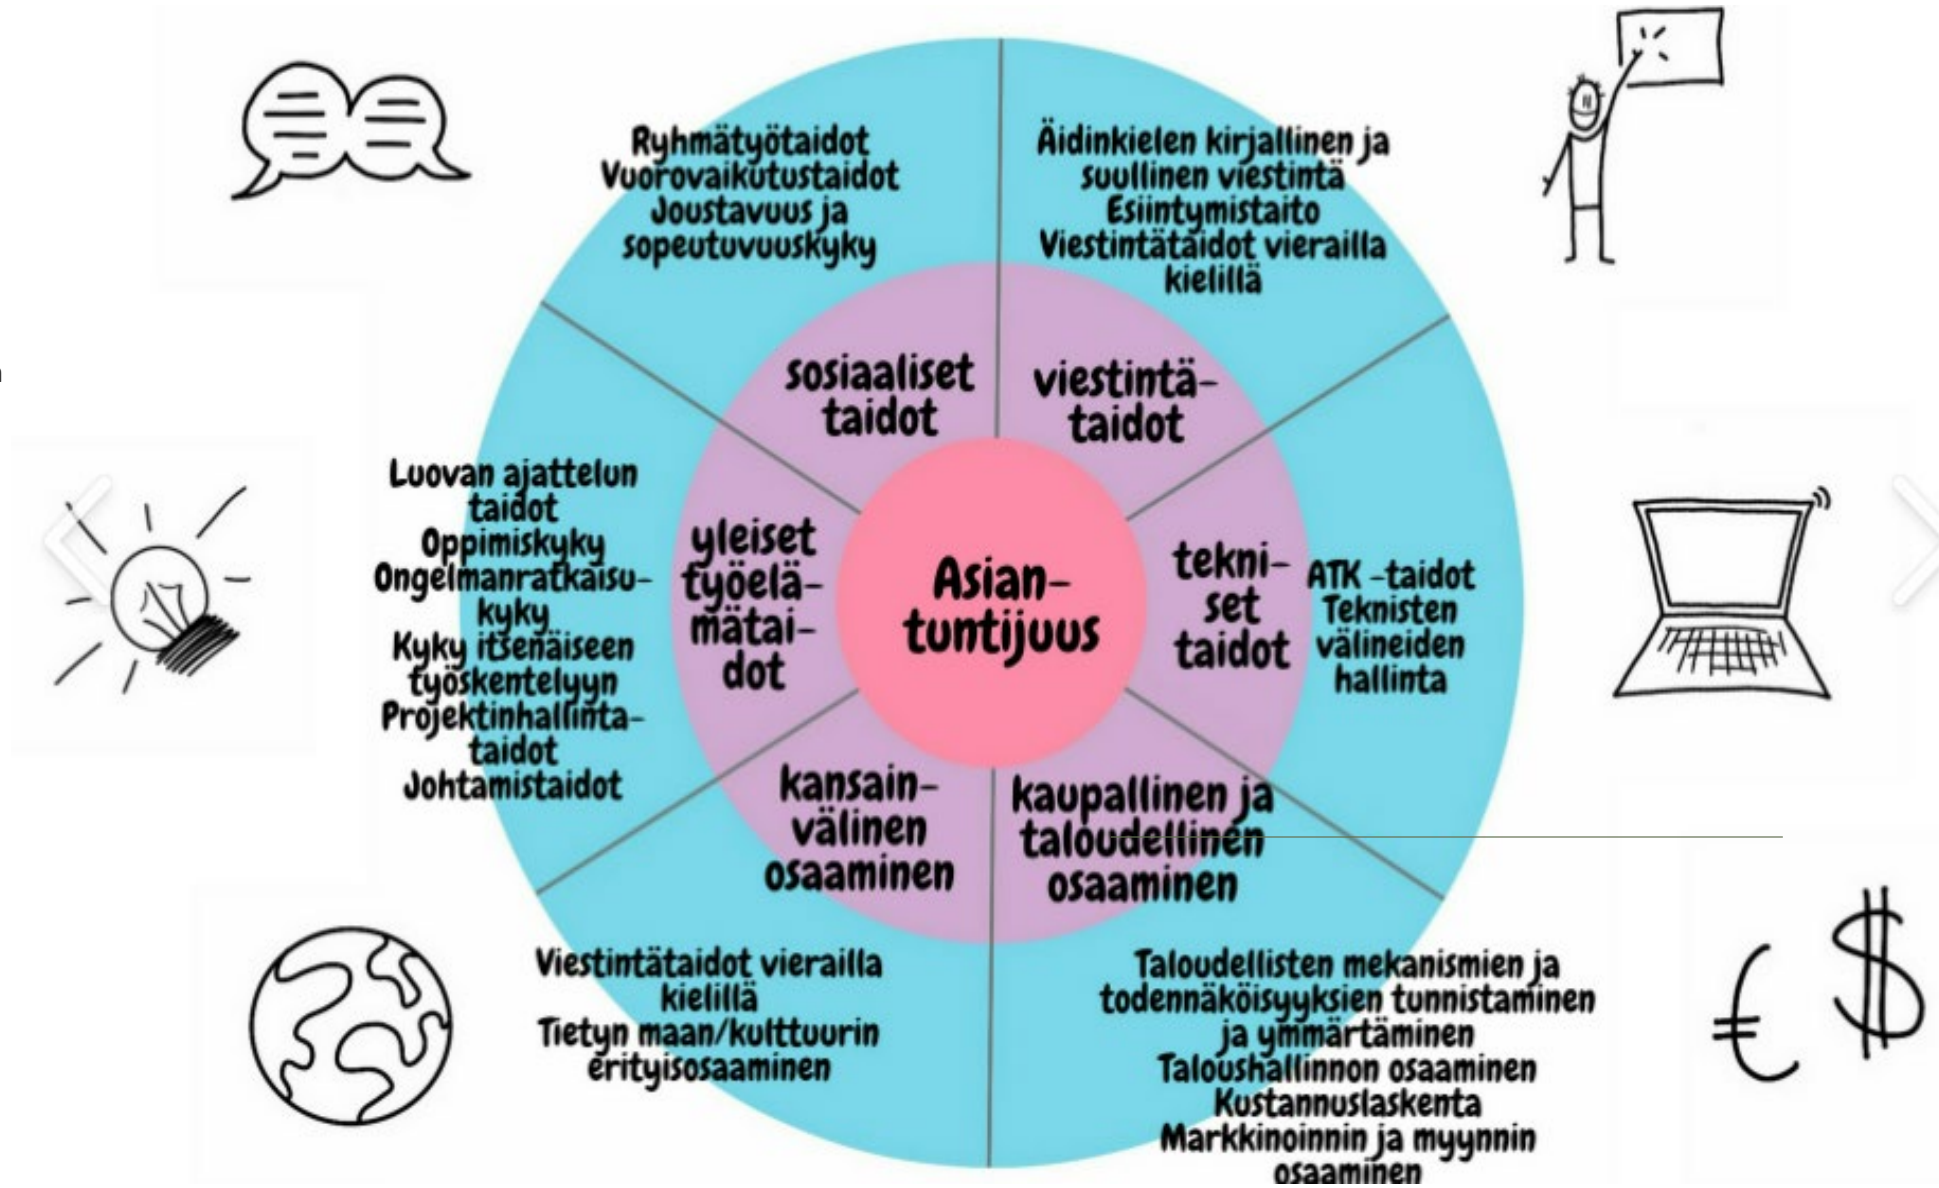 Ryhmätyötaidot
Vuorovaikutustaidot
Joustavuus ja
sopeutuvuuskyky
Äidinkielen kirjallinen ja
suullinen viestintä
Esiintymistaito
Viestintätaidot vierailla
kielillä
sosiaaliset
taidot
viestintä-
taidot
Luovan ajattelun
taidot
Oppimiskyky
Ongelmanratkaisu-
kyky
Kyky itsenäiseen
työskentelyyn
Projektinhallinta-
taidot
Johtamistaidot
yleiset
työelä-
mätai-
dot
Asian-
tuntijuus
tekni-
set
taidot
ATK -taidot
Teknisten
välineiden
hallinta
kansain-
välinen
osaaminen
kaupallinen ja
taloudellinen
osaaminen
Viestintätaidot vierailla
kielillä
Tietyn maan/kulttuurin
erityisosaaminen
Taloudellisten mekanismien ja
todennäköisyyksien tunnistaminen
ja ymmärtäminen
Taloushallinnon osaaminen
Kustannuslaskenta
Markkinoinnin ja myynnin
osaaminen
€ $